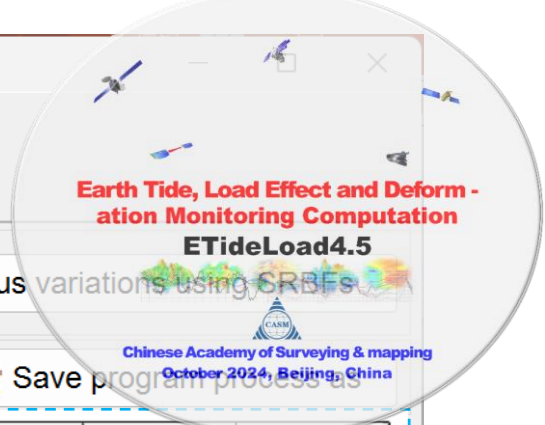 Earth Tide, Load Effect and Deform -
ation Monitoring Computation
ETideLoad4.5
us variations using SRBFs
CASM
Chinese Academy of Surveying & mapping
Save program process as
October 2024, Beijing, China